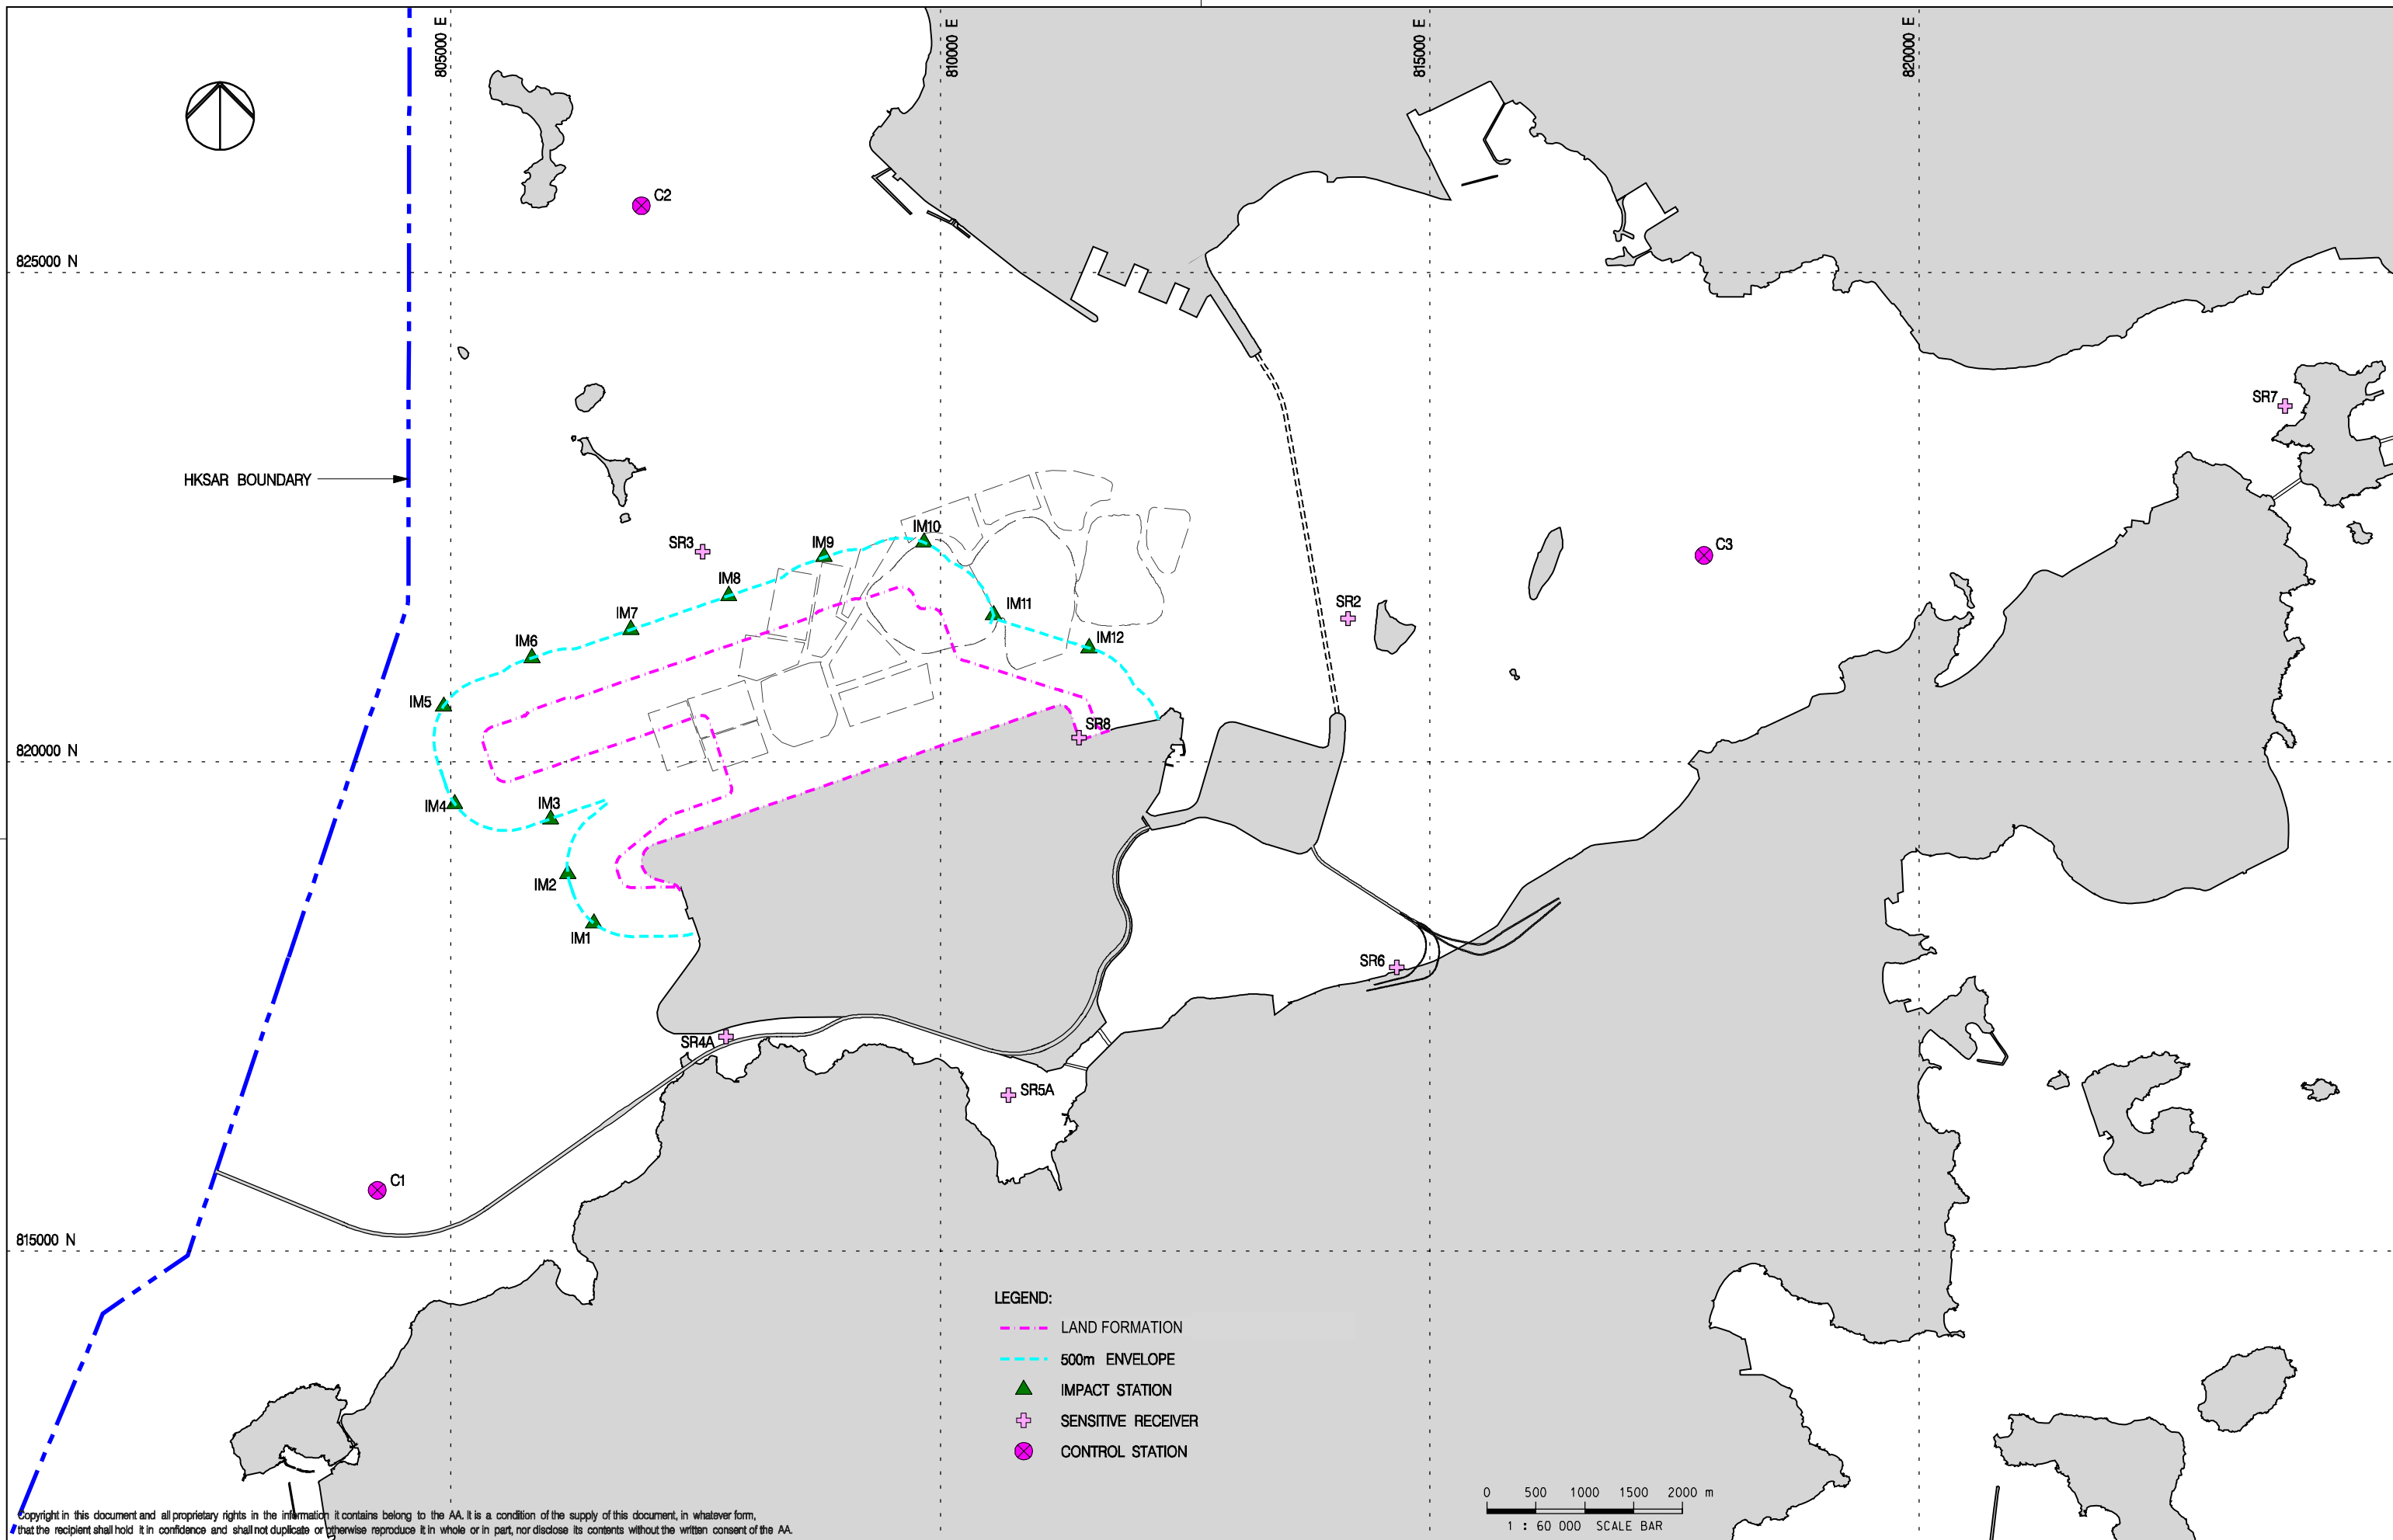 805000 E
810000 E
815000 E
820000 E
C2
825000 N
SR7
HKSAR BOUNDARY
IM10
SR3
IM9
C3
IM8
SR2
IM7
IM11
IM6
IM12
IM5
SR8
820000 N
IM4
IM3
IM2
IM1
SR6
SR4A
SR5A
C1
815000 N
LEGEND:
LAND FORMATION
500m ENVELOPE
IMPACT STATION
SENSITIVE RECEIVER
CONTROL STATION
0 500 1000 1500 2000 m
1 : 60 000 SCALE BAR
Copyright in this document and all proprietary rights in the information it contains belong to the AA. It is a condition of the supply of this document, in whatever form,
that the recipient shall hold it in confidence and shall not duplicate or otherwise reproduce it in whole or in part, nor disclose its contents without the written consent of the AA.